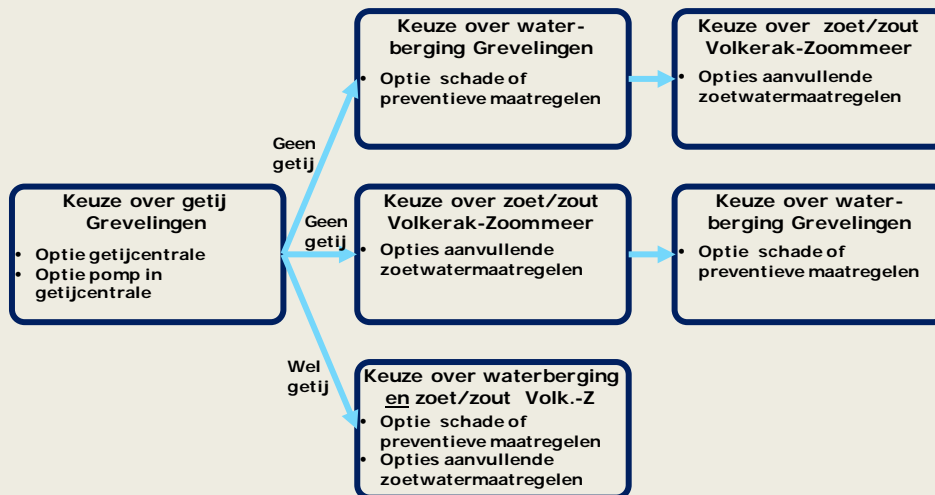 Keuze over getij
Grevelingen
• Optie getijcentrale
• Optie pomp in
getijcentrale
Geen
getij
Keuze over water-
berging Grevelingen
• Optie schade of
preventieve maatregelen
Keuze over zoet/zout
Volkerak-Zoommeer
• Opties aanvullende
zoetwatermaatregelen
Geen
getij
Keuze over zoet/zout
Volkerak-Zoommeer
• Opties aanvullende
zoetwatermaatregelen
Keuze over water-
berging Grevelingen
• Optie schade of
preventieve maatregelen
Wel
getij
Keuze over waterberging
en zoet/zout Volk.-Z
• Optie schade of
preventieve maatregelen
• Opties aanvullende
zoetwatermaatregelen